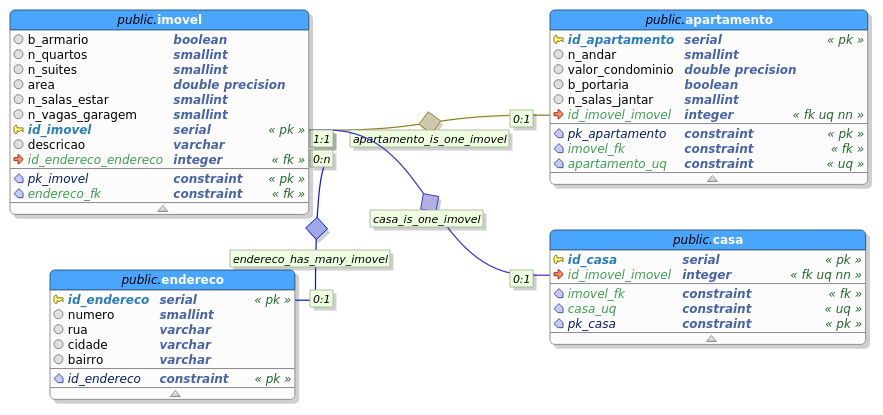 public.imovel
b_armario boolean
n_quartos smallint
n_suites smallint
area double precision
n_salas_estar smallint
n_vagas_garagem smallint
id_imovel serial « pk »
descricao varchar
id_endereco_endereco integer « fk »
pk_imovel constraint « pk »
endereco_fk constraint « fk »
public.apartamento
id_apartamento serial « pk »
n_andar smallint
valor_condominio double precision
b_portaria boolean
n_salas_jantar smallint
id_imovel_imovel integer « fk uq nn »
pk_apartamento constraint « pk »
imovel_fk constraint « fk »
apartamento_uq constraint « uq »
1:1
0:n
apartamento_is_one_imovel
0:1
casa_is_one_imovel
0:1
endereco_has_many_imovel
0:1
public.casa
id_casa serial « pk »
id_imovel_imovel integer « fk uq nn »
imovel_fk constraint « fk »
casa_uq constraint « uq »
pk_casa constraint « pk »
public.endereco
id_endereco serial « pk »
numero smallint
rua varchar
cidade varchar
bairro varchar
id_endereco constraint « pk »